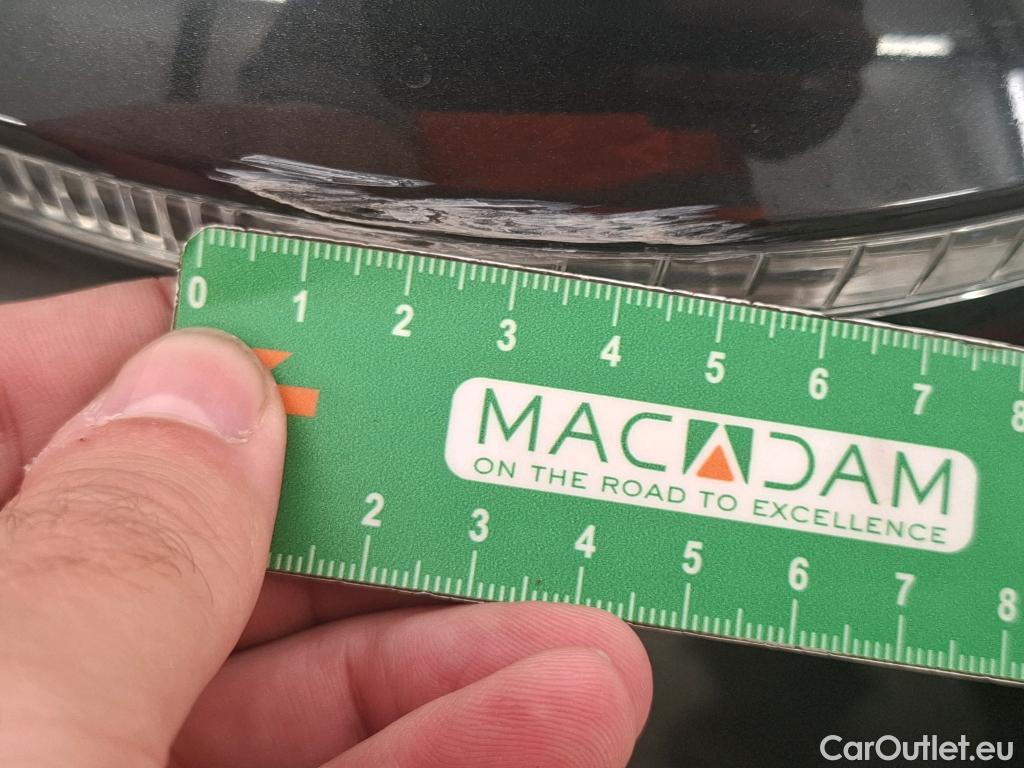 0 1 2 3 4 5 6 7 8
MACADAM
ON THE ROAD TO EXCELLENCE
2 3 4 5 6 7 8
CarOutlet.eu